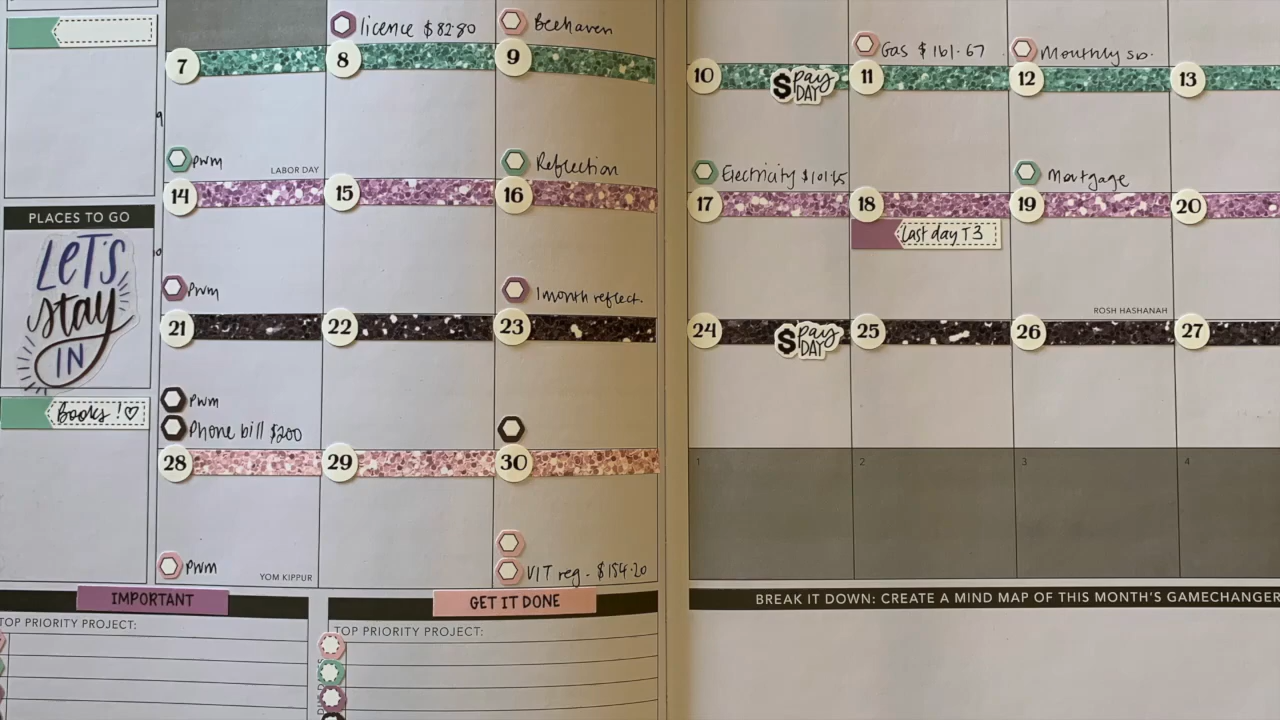 licence $82.80
Beehaven
Gas $161.67
7
8
9
10
$ PAY DAY
11
12
13
pwm
LABOR DAY
Reflection
Electricity $101.65
Mortgage
14
15
16
17
18
19
20
PLACES TO GO
LET'S
stay
IN
Last day T3
pwm
1 month reflect.
ROSH HASHANAH
21
22
23
24
$ PAY DAY
25
26
27
Books !♡
pwm
Phone bill $200
28
29
30
1
2
3
4
pwm
YOM KIPPUR
VIT reg - $154.20
IMPORTANT
GET IT DONE
BREAK IT DOWN: CREATE A MIND MAP OF THIS MONTH'S GAMECHANGER
TOP PRIORITY PROJECT:
TOP PRIORITY PROJECT: